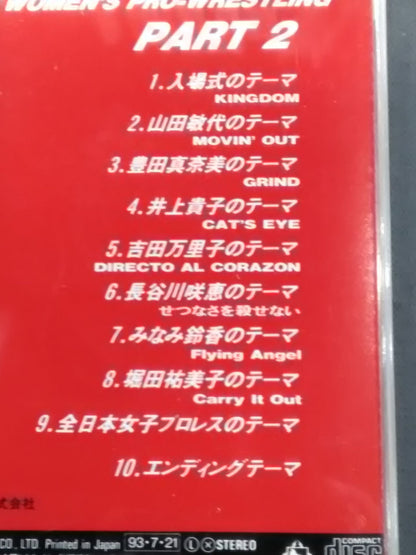 WOMEN'S PRO-WRESTLING
PART 2
1.入場式のテーマ
KINGDOM
2.山田敏代のテーマ
MOVIN' OUT
3.豊田真奈美のテーマ
GRIND
4.井上貴子のテーマ
CAT'S EYE
5.吉田万里子のテーマ
DIRECTO AL CORAZON
6.長谷川咲恵のテーマ
せつなさを殺せない
7.みなみ鈴香のテーマ
Flying Angel
8.堀田祐美子のテーマ
Carry It Out
9.全日本女子プロレスのテーマ
10.エンディングテーマ
式会社
CO., LTD. Printed in Japan 93・7・21 Ⓛ Ⓧ STEREO
COMPACT
disc